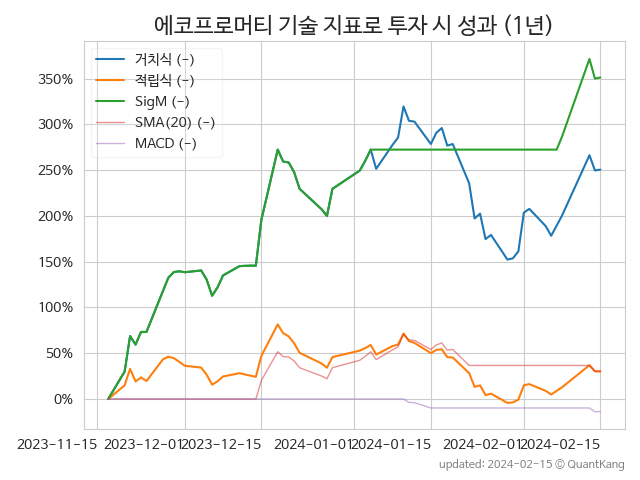 에코프로머티 기술 지표로 투자 시 성과 (1년)
거치식 (-)
적립식 (-)
SigM (-)
SMA(20) (-)
MACD (-)
350%
300%
250%
200%
150%
100%
50%
0%
2023-11-15 2023-12-01 2023-12-15 2024-01-01 2024-01-15 2024-02-01 2024-02-15
updated: 2024-02-15 © QuantKang